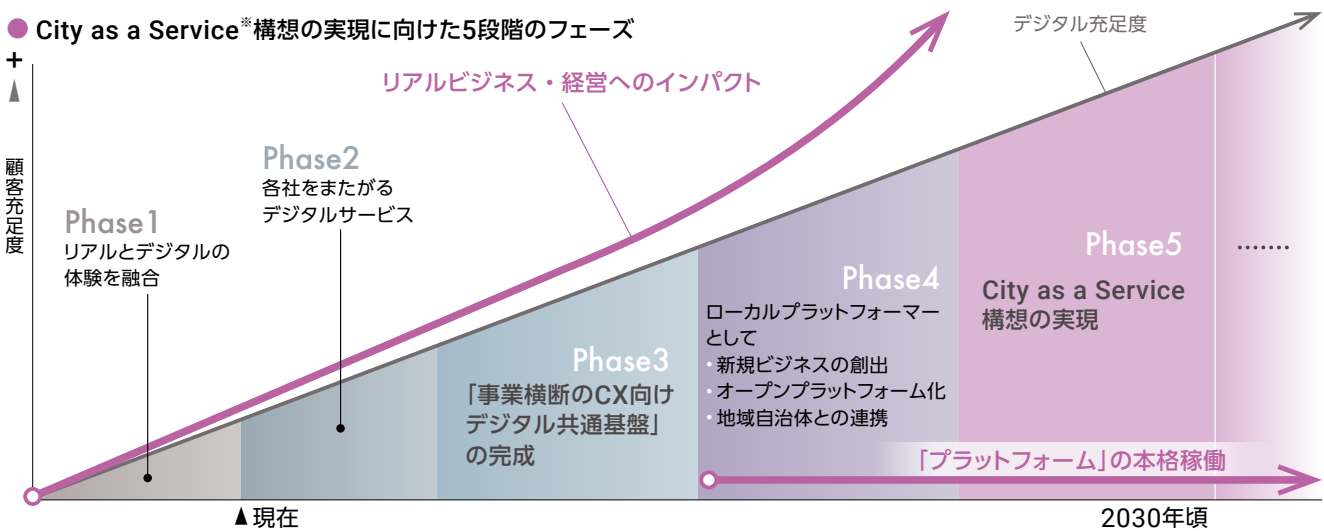 ● City as a Service※構想の実現に向けた5段階のフェーズ
デジタル充足度
+
顧客充足度
リアルビジネス・経営へのインパクト
Phase1
リアルとデジタルの
体験を融合
Phase2
各社をまたがる
デジタルサービス
Phase3
「事業横断のCX向け
デジタル共通基盤」
の完成
Phase4
ローカルプラットフォーマー
として
・新規ビジネスの創出
・オープンプラットフォーム化
・地域自治体との連携
Phase5
City as a Service
構想の実現
.......
「プラットフォーム」の本格稼働
▲現在
2030年頃